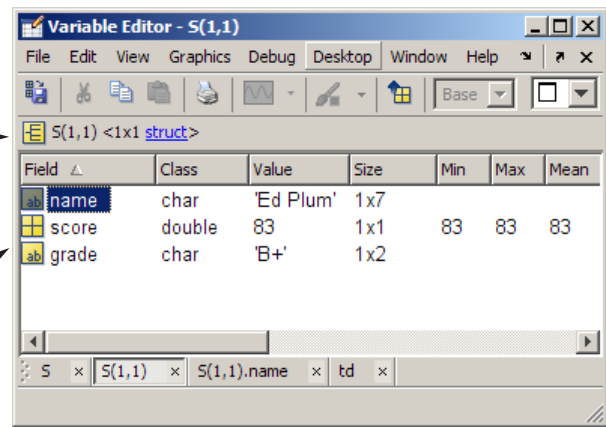 Variable Editor - S(1,1)
File Edit View Graphics Debug Desktop Window Help
Base
S(1,1) <1x1 struct>
Field Class Value Size Min Max Mean
ab name char 'Ed Plum' 1x7
score double 83 1x1 83 83 83
ab grade char 'B+' 1x2
S × S(1,1) × S(1,1).name × td ×